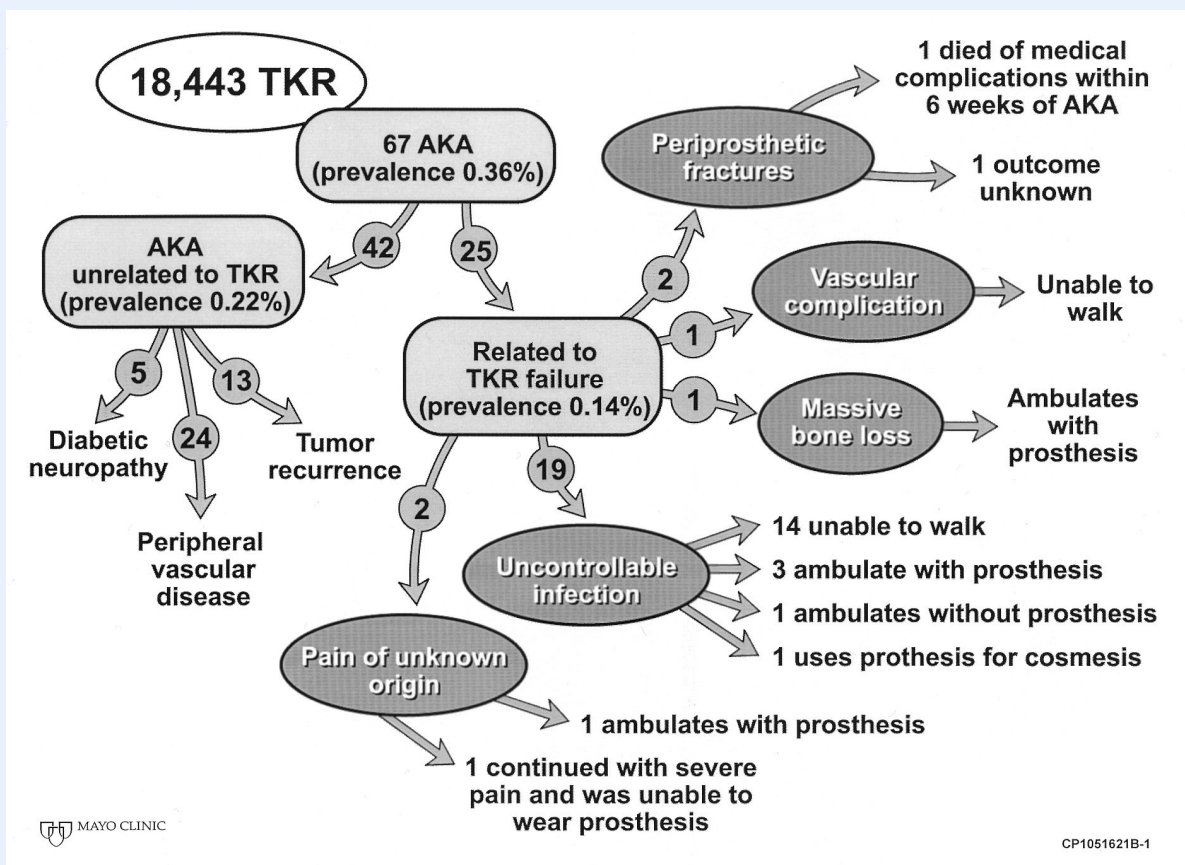 18,443 TKR
67 AKA
(prevalence 0.36%)
42
25
AKA
unrelated to TKR
(prevalence 0.22%)
5
24
13
Diabetic
neuropathy
Peripheral
vascular
disease
Tumor
recurrence
Related to
TKR failure
(prevalence 0.14%)
2
1
1
19
2
Periprosthetic
fractures
1 died of medical
complications within
6 weeks of AKA
1 outcome
unknown
Vascular
complication
Unable to
walk
Massive
bone loss
Ambulates
with
prosthesis
Uncontrollable
infection
14 unable to walk
3 ambulate with prosthesis
1 ambulates without prosthesis
1 uses prothesis for cosmesis
Pain of unknown
origin
1 ambulates with prosthesis
1 continued with severe
pain and was unable to
wear prosthesis
MAYO CLINIC
CP1051621B-1